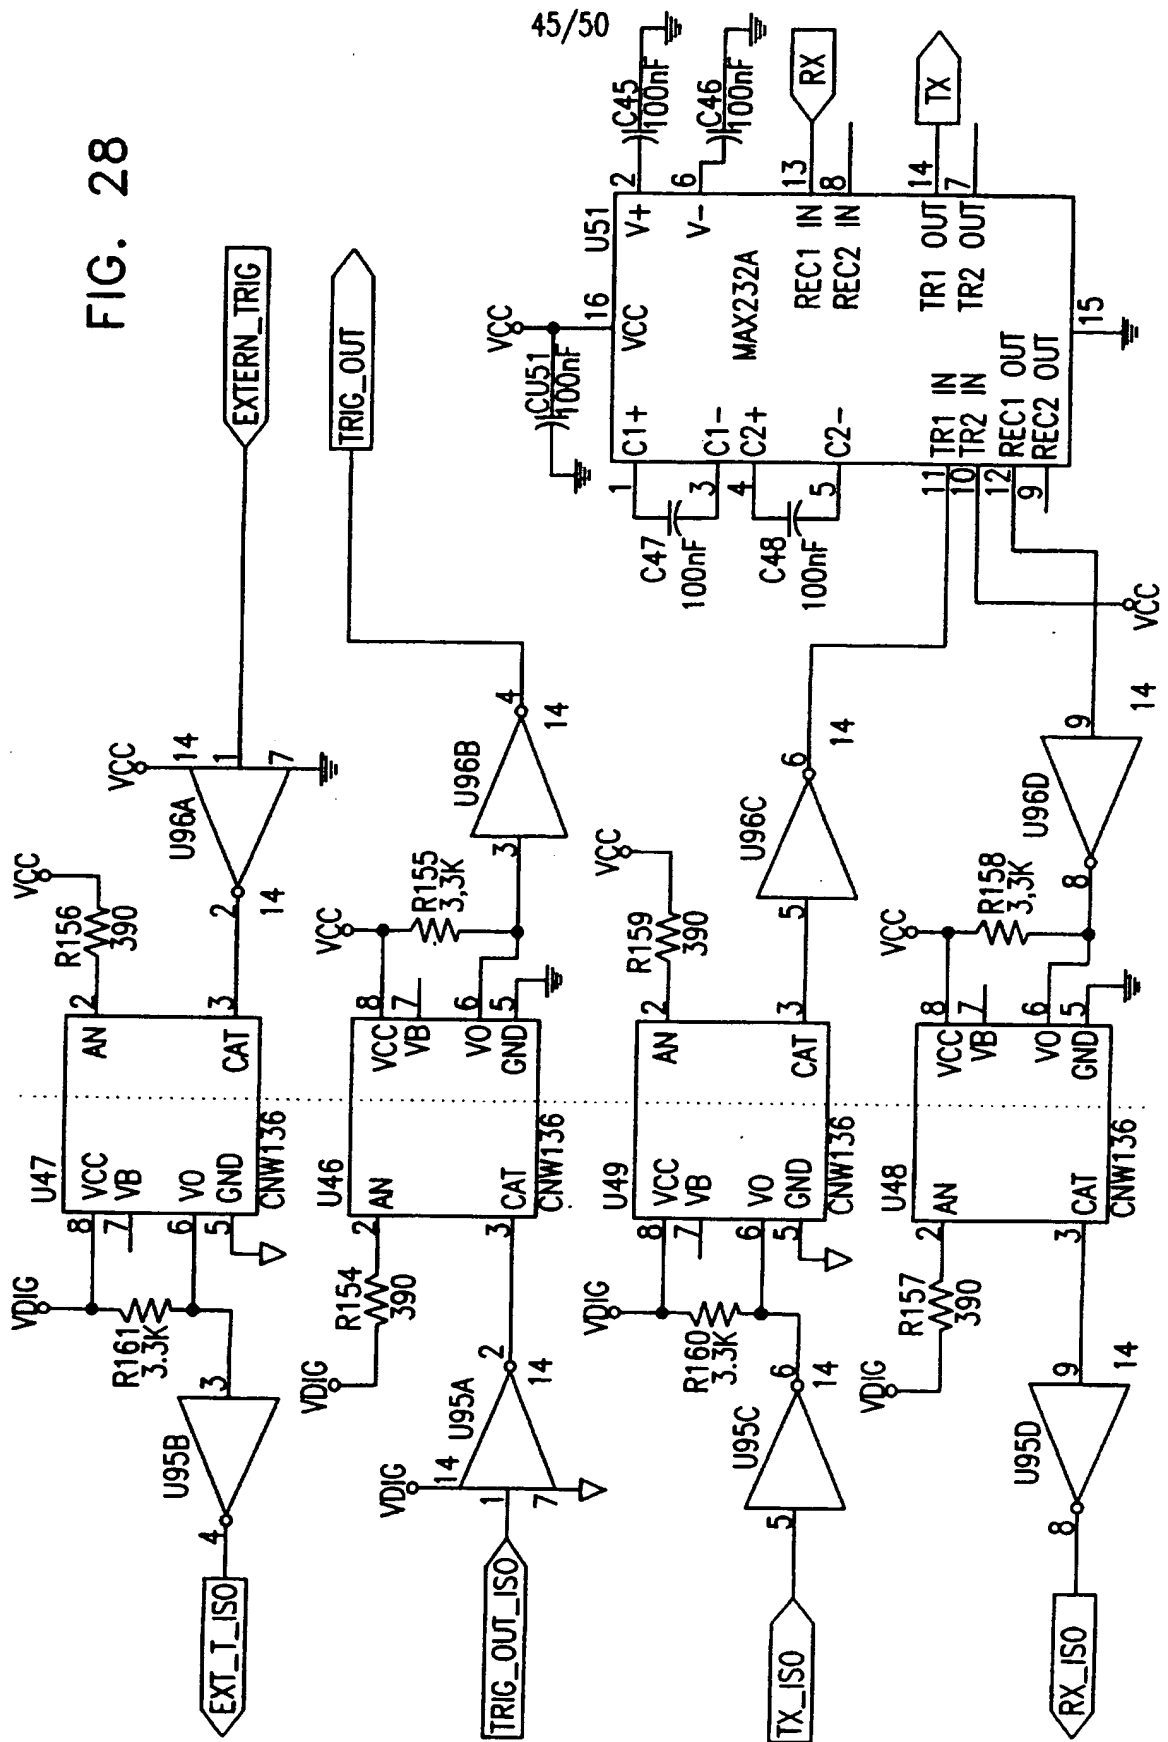 45/50
FIG. 28
EXTERN_TRIG
VCC
14
1
7
U96A
2
14
VCC
R156
390
2
3
AN
CAT
U47
VCC
VB
VO
GND
CNW136
8
7
6
5
VDIG
R161
3.3K
3
U95B
4
EXT_T_ISO
TRIG_OUT
4
14
U96B
3
VCC
R155
3,3K
8
7
6
5
VCC
VB
VO
GND
U46
AN
CAT
CNW136
2
3
R154
390
VDIG
2
14
U95A
VDIG
14
1
7
TRIG_OUT_ISO
U51
MAX232A
VCC
16
VCC
CU51
100nF
V+
2
C45
100nF
V-
6
C46
100nF
REC1 IN
13
RX
REC2 IN
8
TR1 OUT
14
TX
TR2 OUT
7
15
C1+
1
C1-
3
C47
100nF
C2+
4
C2-
5
C48
100nF
TR1 IN
11
TR2 IN
10
REC1 OUT
12
REC2 OUT
9
VCC
6
14
U96C
5
VCC
R159
390
2
3
AN
CAT
U49
VCC
VB
VO
GND
CNW136
8
7
6
5
VDIG
R160
3.3K
6
14
U95C
5
TX_ISO
14
9
U96D
8
VCC
R158
3,3K
8
7
6
5
VCC
VB
VO
GND
U48
AN
CAT
CNW136
2
3
R157
390
VDIG
9
14
U95D
8
RX_ISO